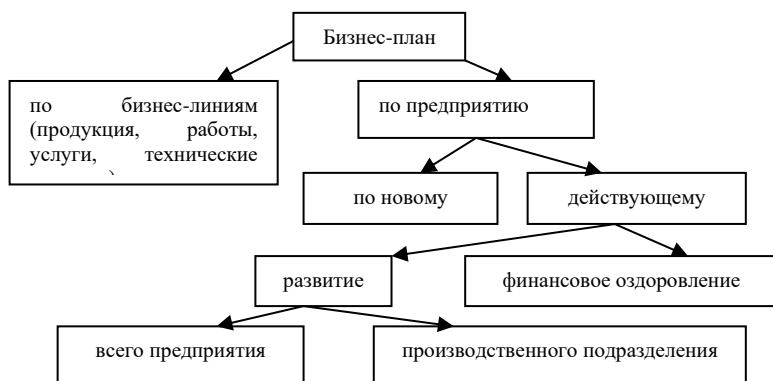 Бизнес-план
по бизнес-линиям
(продукция, работы,
услуги, технические
)
по предприятию
по новому
действующему
развитие
финансовое оздоровление
всего предприятия
производственного подразделения